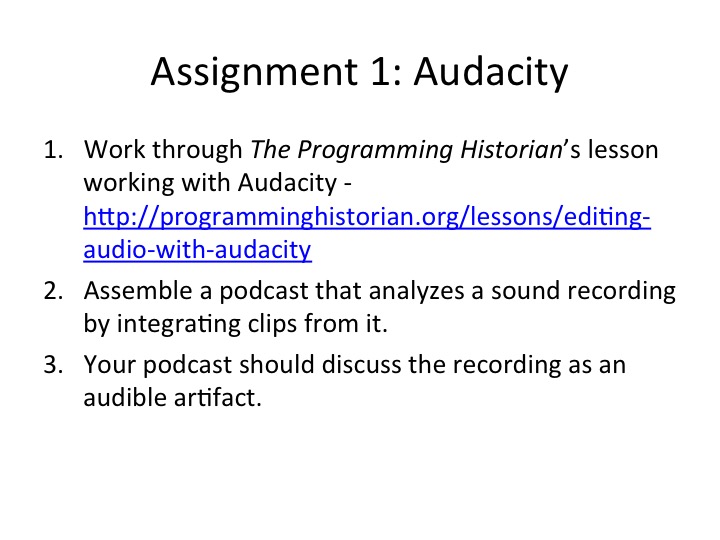 Assignment 1: Audacity
1. Work through The Programming Historian’s lesson
working with Audacity -
http://programminghistorian.org/lessons/editing-
audio-with-audacity
2. Assemble a podcast that analyzes a sound recording
by integrating clips from it.
3. Your podcast should discuss the recording as an
audible artifact.